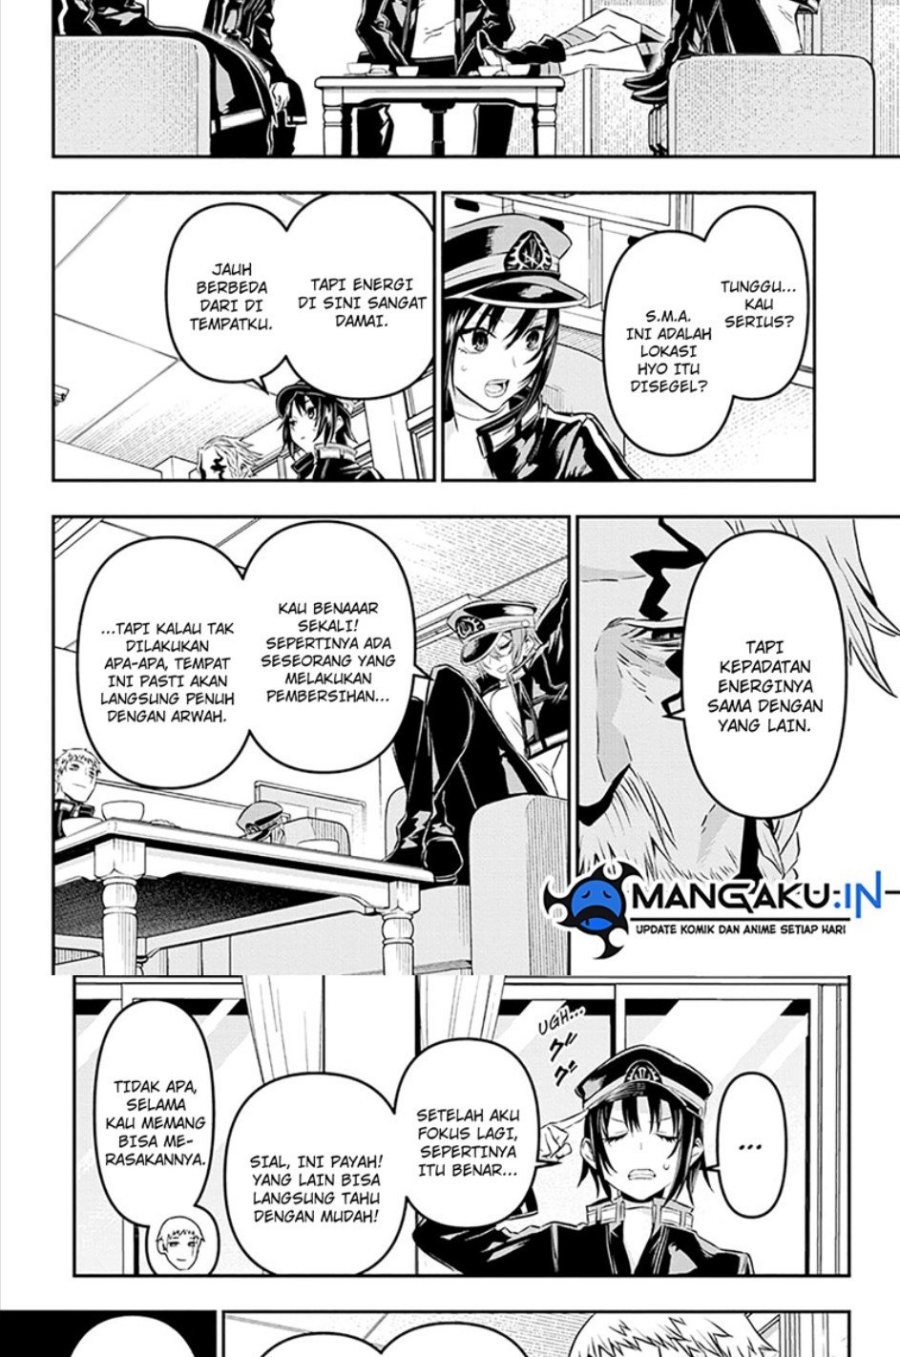 TUNGGU...
KAU
SERIUS?
S.M.A.
INI ADALAH
LOKASI
HYO ITU
DISEGEL?
TAPI ENERGI
DI SINI SANGAT
DAMAI.
JAUH
BERBEDA
DARI DI
TEMPATKU.
TAPI
KEPADATAN
ENERGINYA
SAMA DENGAN
YANG LAIN.
KAU BENAAAR
SEKALI!
SEPERTINYA ADA
SESEORANG YANG
MELAKUKAN
PEMBERSIHAN...
...TAPI KALAU TAK
DILAKUKAN
APA-APA, TEMPAT
INI PASTI AKAN
LANGSUNG PENUH
DENGAN ARWAH.
MANGAKU.IN
UPDATE KOMIK DAN ANIME SETIAP HARI
...
UGH...
SETELAH AKU
FOKUS LAGI,
SEPERTINYA
ITU BENAR...
SIAL, INI PAYAH!
YANG LAIN BISA
LANGSUNG TAHU
DENGAN MUDAH!
TIDAK APA,
SELAMA
KAU MEMANG
BISA ME-
RASAKANNYA.